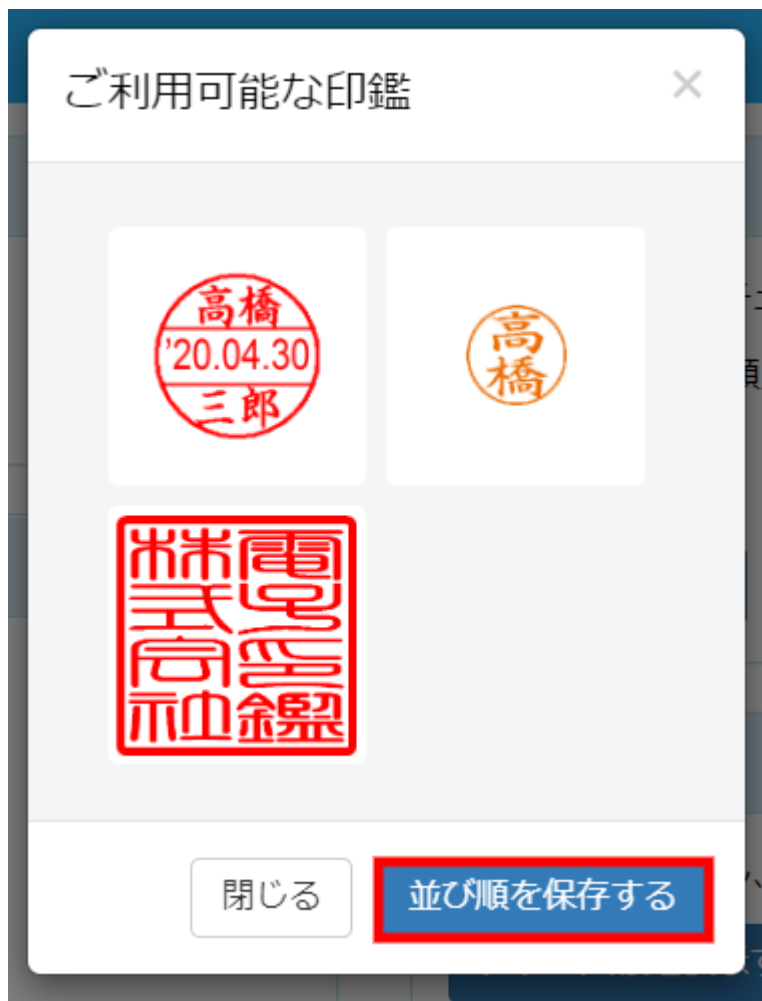 ご利用可能な印鑑
×
高橋
'20.04.30
三郎
高橋
電子印鑑
株式会社
閉じる
並び順を保存する